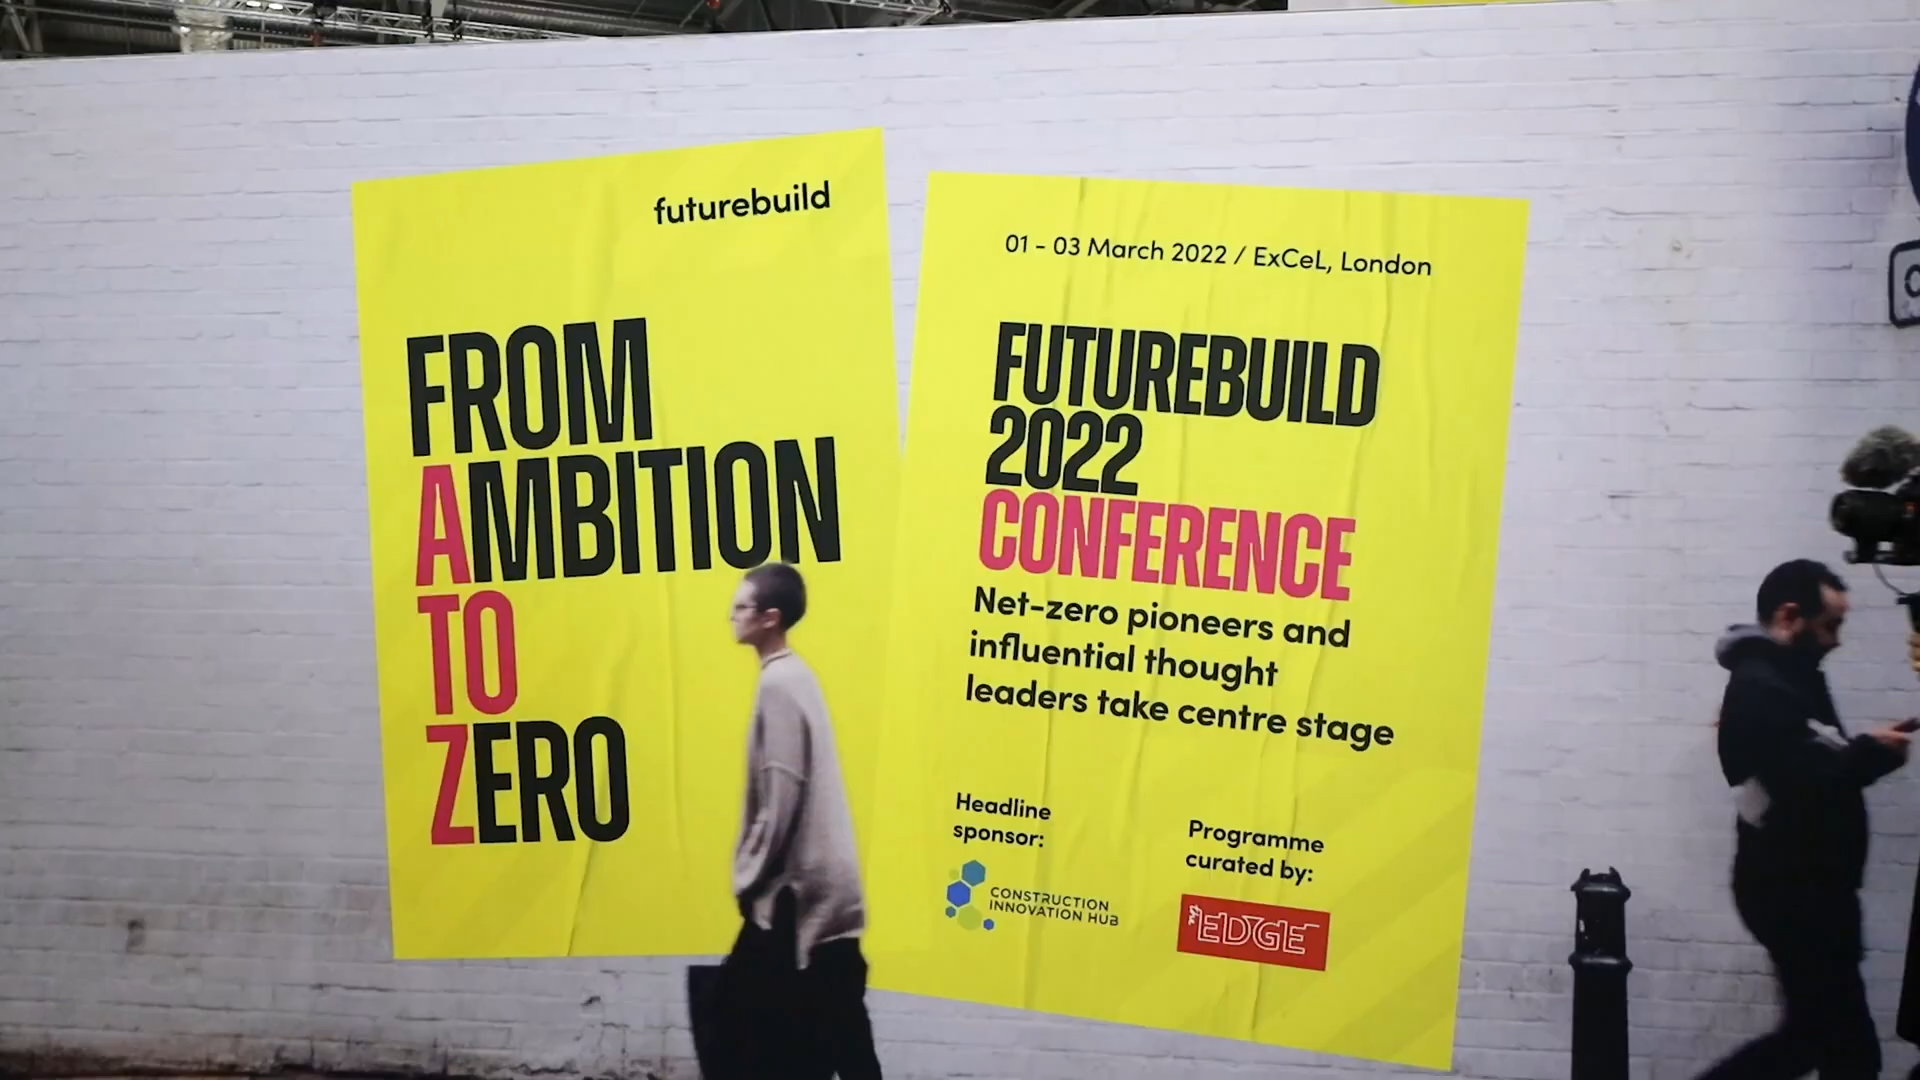 futurebuild
FROM
AMBITION
TO
ZERO
01 - 03 March 2022 / ExCeL, London
FUTUREBUILD
2022
CONFERENCE
Net-zero pioneers and
influential thought
leaders take centre stage
Headline
sponsor:
CONSTRUCTION
INNOVATION HUB
Programme
curated by:
THE EDGE